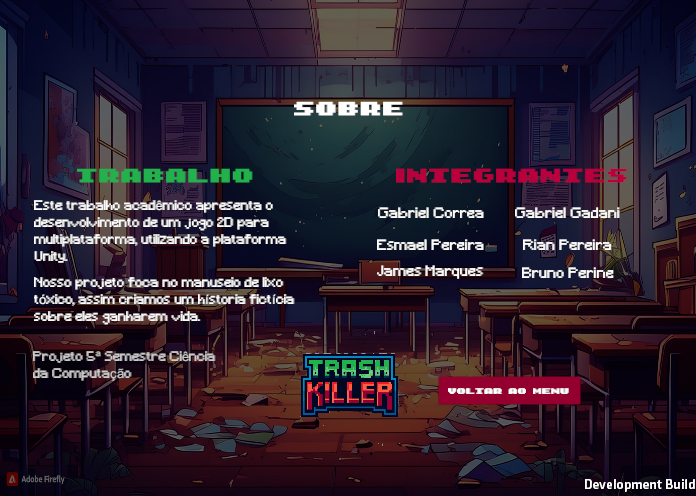 SOBRE
TRABALHO
Este trabalho acadêmico apresenta o
desenvolvimento de um jogo 2D para
multiplataforma, utilizando a plataforma
Unity.
Nosso projeto foca no manuseio de lixo
tóxico, assim criamos um história fictícia
sobre eles ganharem vida.
Projeto 5º Semestre Ciência
da Computação
INTEGRANTES
Gabriel Correa Gabriel Gadani
Esmael Pereira Rian Pereira
James Marques Bruno Perine
TRASH
KILLER
VOLTAR AO MENU
Adobe Firefly
Development Build